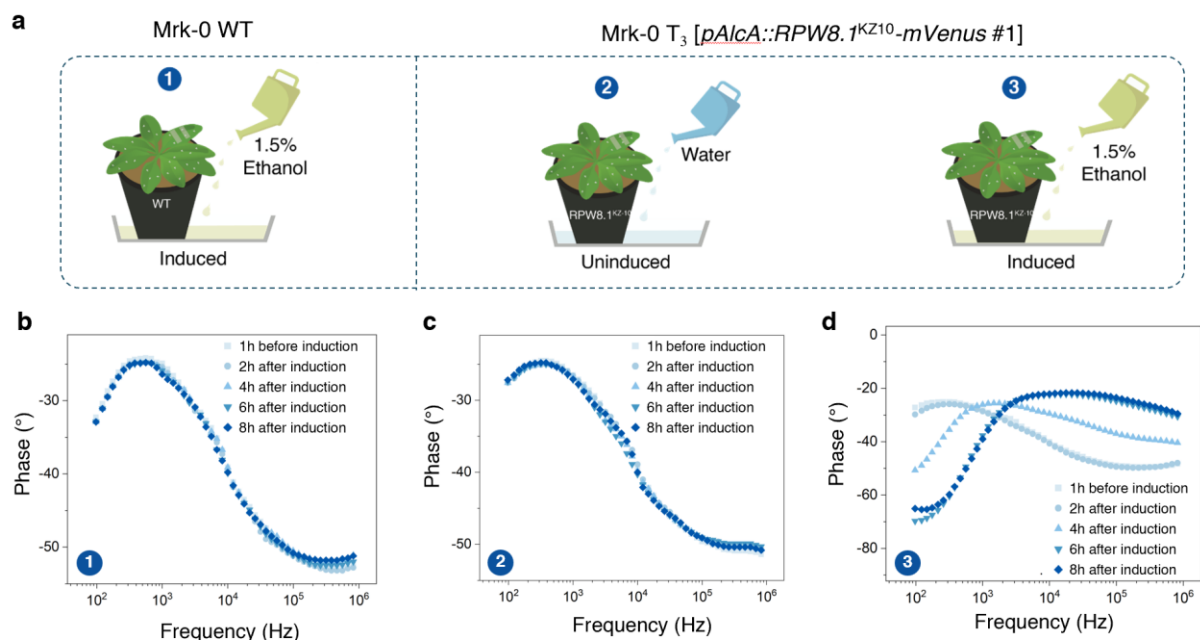 a
Mrk-0 WT
Mrk-0 T₃ [pAlcA::RPW8.1ᴷᶻ¹⁰-mVenus #1]
1
1.5%
Ethanol
WT
Induced
2
Water
RPW8.1ᴷᶻ⁻¹⁰
Uninduced
3
1.5%
Ethanol
RPW8.1ᴷᶻ⁻¹⁰
Induced
b
Phase (°)
-30
-40
-50
1h before induction
2h after induction
4h after induction
6h after induction
8h after induction
1
10² 10³ 10⁴ 10⁵ 10⁶
Frequency (Hz)
c
Phase (°)
-30
-40
-50
1h before induction
2h after induction
4h after induction
6h after induction
8h after induction
2
10² 10³ 10⁴ 10⁵ 10⁶
Frequency (Hz)
d
Phase (°)
0
-20
-40
-60
-80
1h before induction
2h after induction
4h after induction
6h after induction
8h after induction
3
10² 10³ 10⁴ 10⁵ 10⁶
Frequency (Hz)